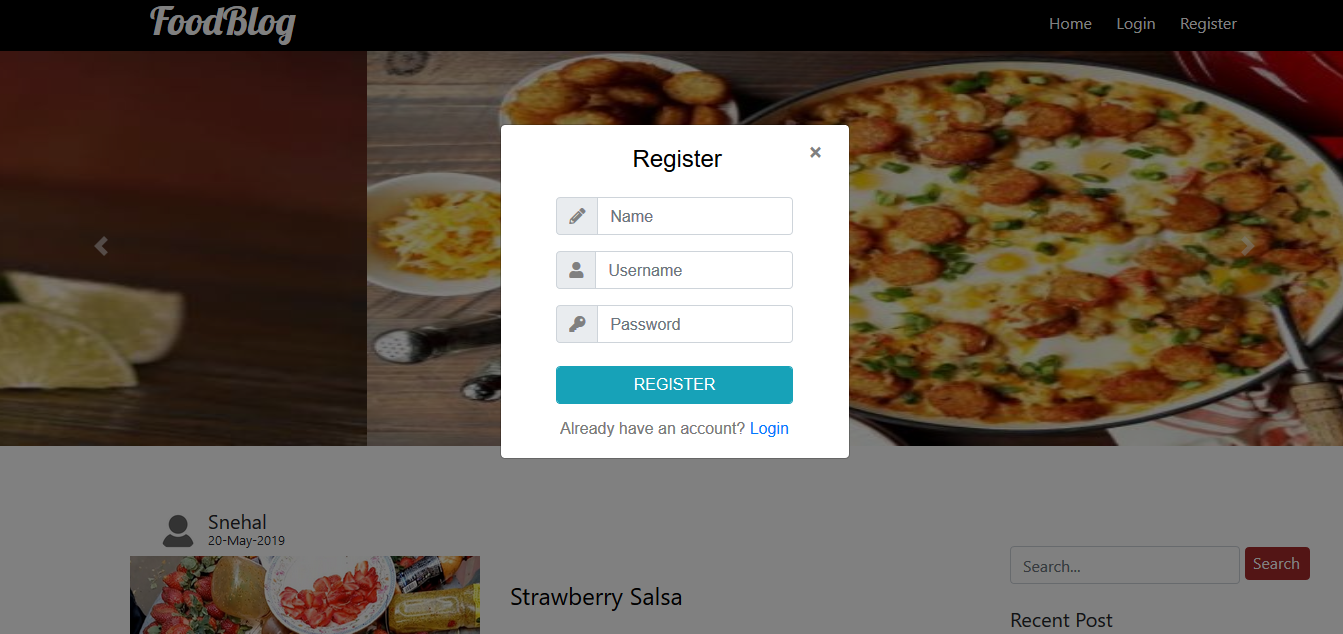 FoodBlog
Home Login Register
Register
×
Name
Username
Password
REGISTER
Already have an account? Login
Snehal
20-May-2019
Strawberry Salsa
Search...
Search
Recent Post